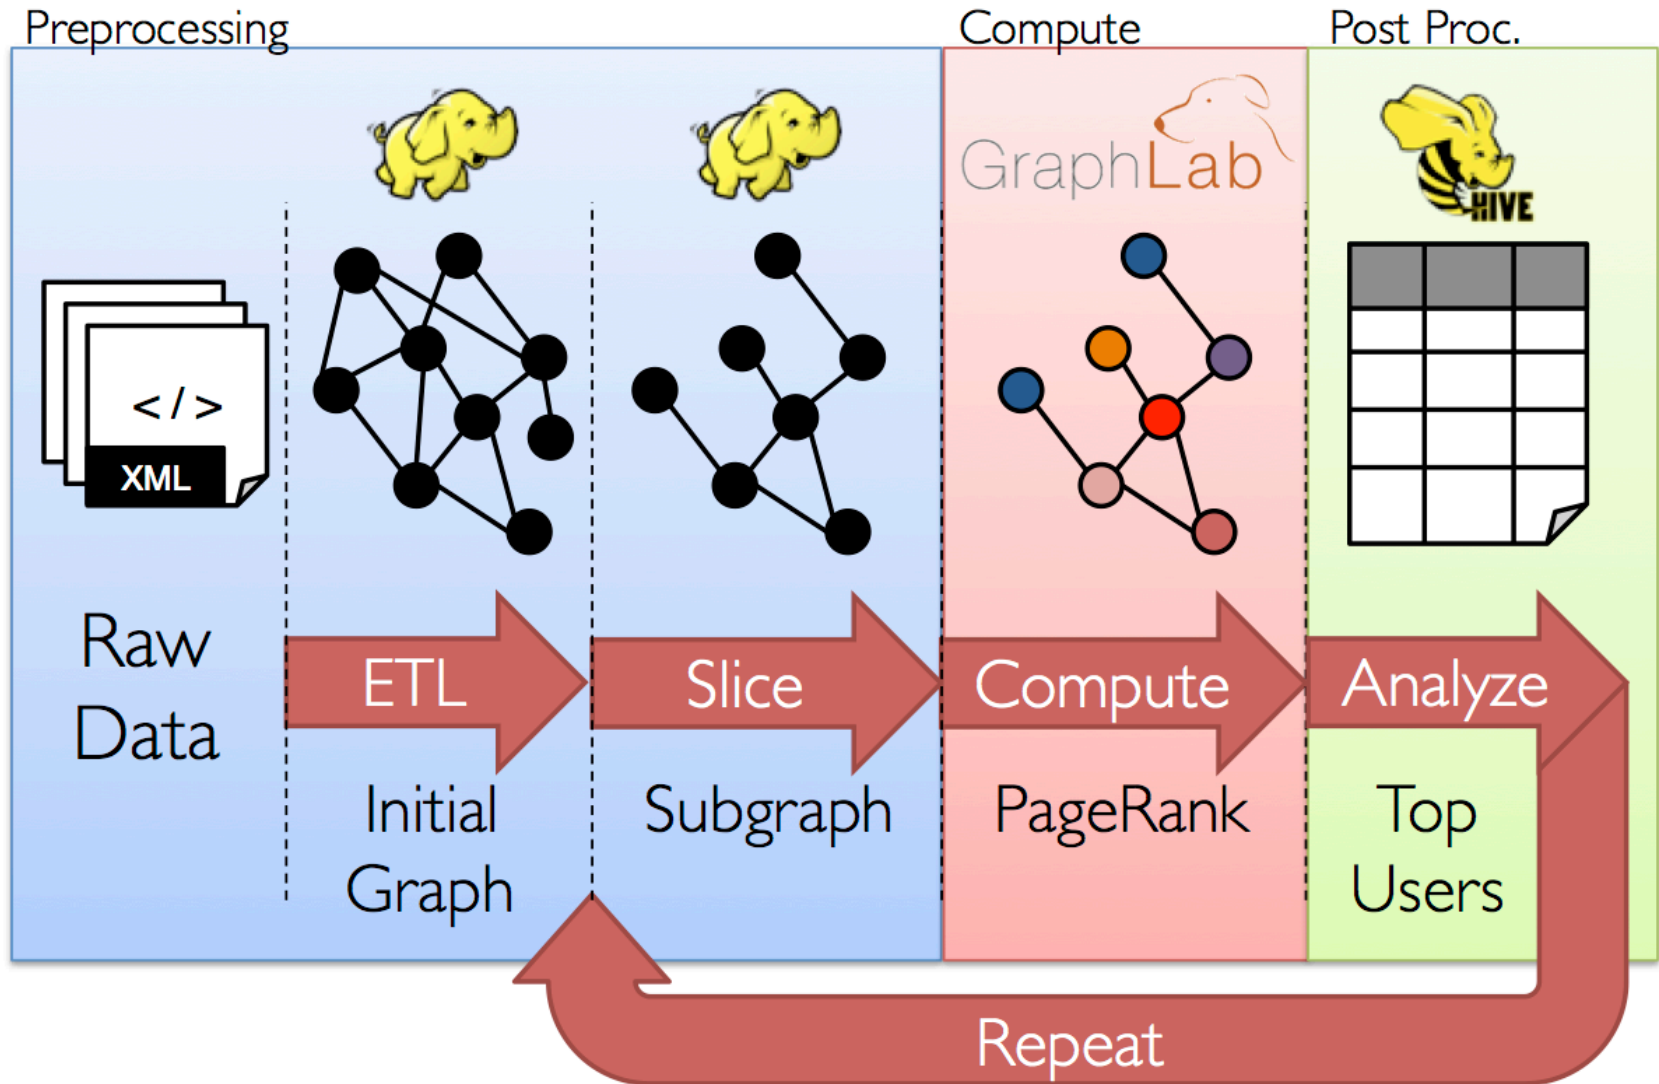 Preprocessing
Compute
Post Proc.
GraphLab
HIVE
</>
XML
Raw
Data
ETL
Slice
Compute
Analyze
Initial
Graph
Subgraph
PageRank
Top
Users
Repeat